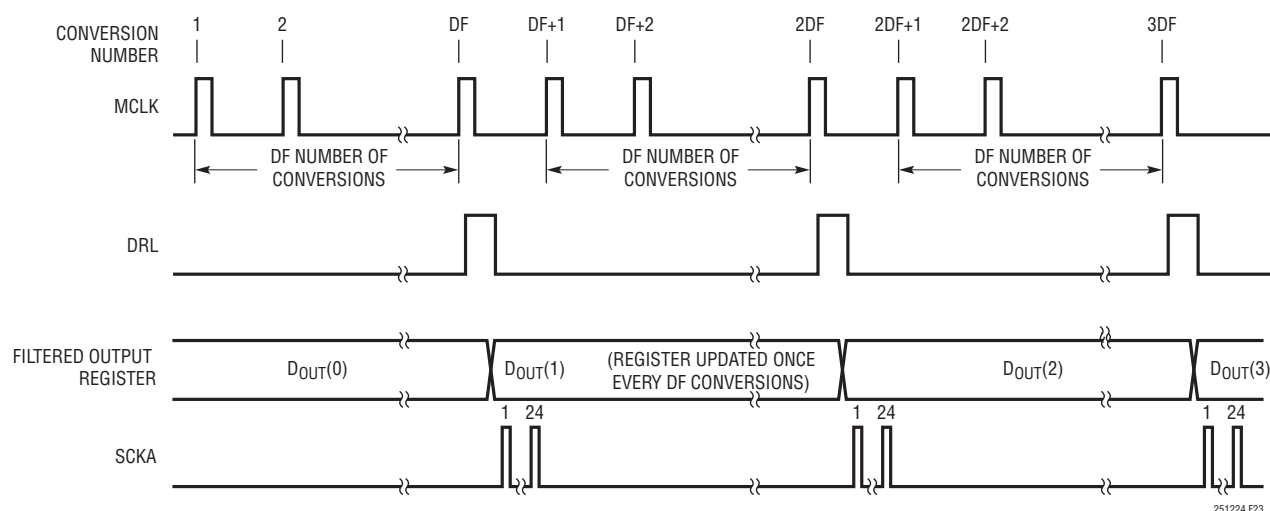 CONVERSION
NUMBER
1
2
DF
DF+1
DF+2
2DF
2DF+1
2DF+2
3DF
MCLK
DF NUMBER OF
CONVERSIONS
DF NUMBER OF
CONVERSIONS
DF NUMBER OF
CONVERSIONS
DRL
FILTERED OUTPUT
REGISTER
DOUT(0)
DOUT(1)
(REGISTER UPDATED ONCE
EVERY DF CONVERSIONS)
DOUT(2)
DOUT(3)
SCKA
1 24
1 24
1 24
251224 F23